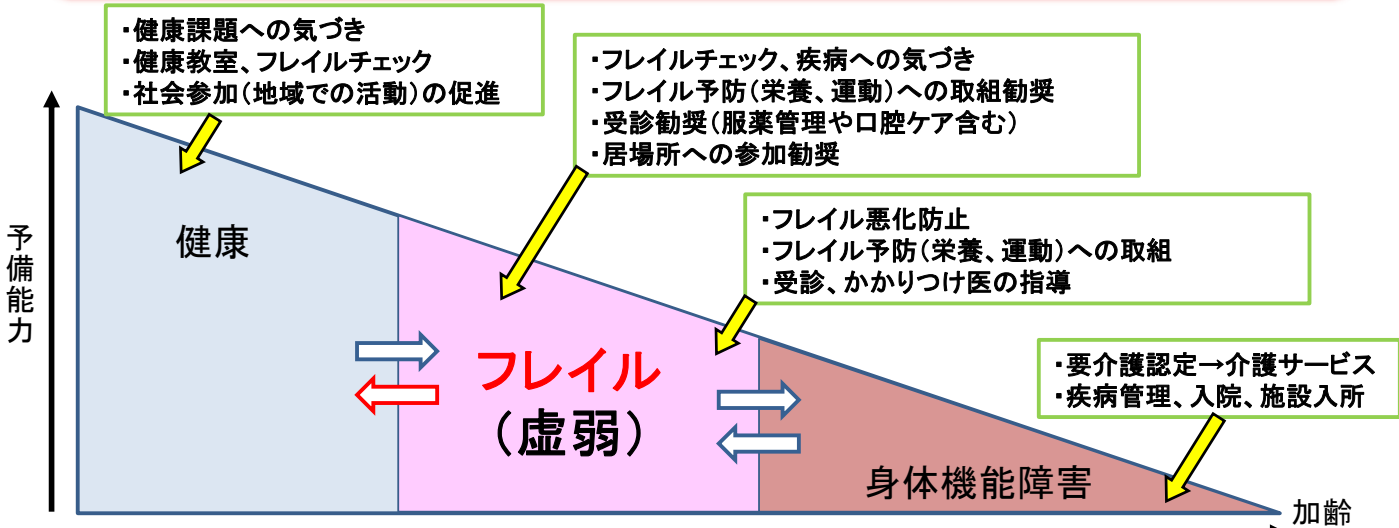 ・健康課題への気づき
・健康教室、フレイルチェック
・社会参加（地域での活動）の促進
・フレイルチェック、疾病への気づき
・フレイル予防（栄養、運動）への取組勧奨
・受診勧奨（服薬管理や口腔ケア含む）
・居場所への参加勧奨
・フレイル悪化防止
・フレイル予防（栄養、運動）への取組
・受診、かかりつけ医の指導
・要介護認定→介護サービス
・疾病管理、入院、施設入所
予備能力
健康
フレイル
（虚弱）
身体機能障害
加齢